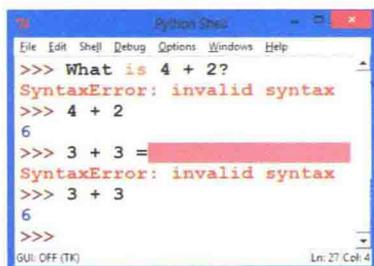 Python Shell
File Edit Shell Debug Options Windows Help
>>> What is 4 + 2?
SyntaxError: invalid syntax
>>> 4 + 2
6
>>> 3 + 3 =
SyntaxError: invalid syntax
>>> 3 + 3
6
>>>
GUI: OFF (TK) Ln: 27 Col: 4